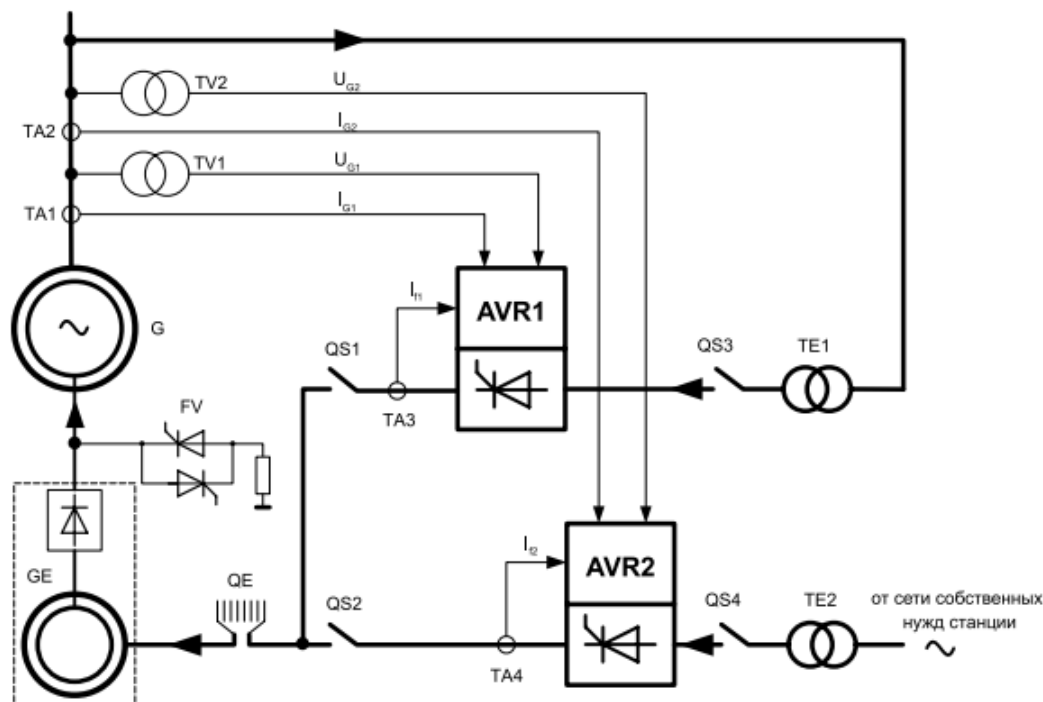 TV2
U_G2
TA2
I_G2
TV1
U_G1
TA1
I_G1
G
I_f1
AVR1
QS1
QS3
TE1
TA3
FV
GE
QE
QS2
I_f2
AVR2
QS4
TE2
от сети собственных
нужд станции
TA4